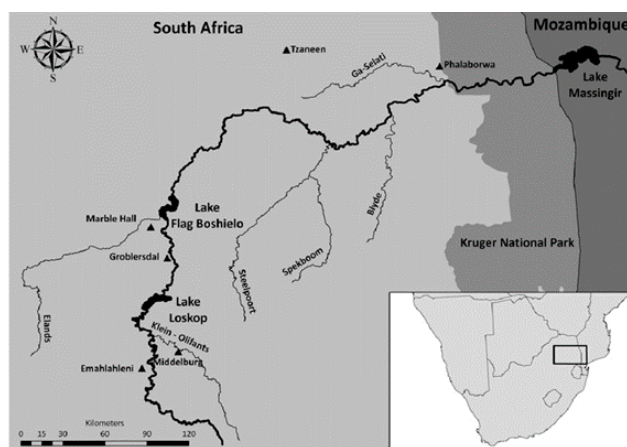 South Africa
Mozambique
N
W E
S
Tzaneen
Ga-Selati
Phalaborwa
Lake
Massingir
Lake
Flag Boshielo
Marble Hall
Groblersdal
Blyde
Kruger National Park
Steelpoort
Spekboom
Elands
Lake
Loskop
Klein - Olifants
Middelburg
Emahlahleni
Kilometers
0 15 30 60 90 120